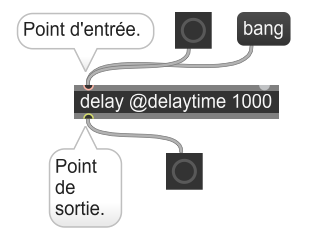 Point d'entrée.
bang
delay @delaytime 1000
Point
de
sortie.